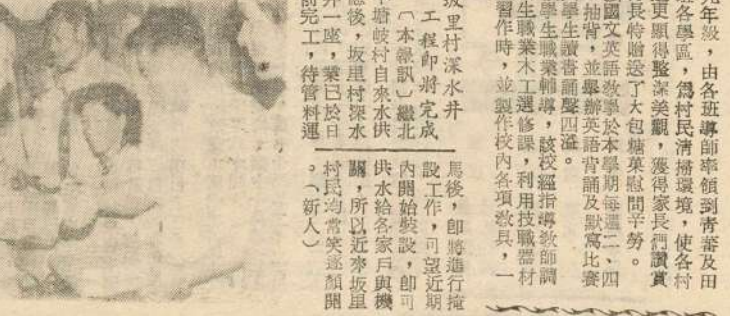 九年級，由各班導師率領到青蕃及田
各學區，為村民清掃環境，使各村
更顯得整潔美觀，獲得家長們讚賞
長特贈送了大包糖菓慰問辛勞。
國文英語教學於本學期每週二、四
抽背，並舉辦英語背誦及默寫比賽
學生讀書誦聲四溢。
學生職業輔導，該校經指導教師調
生職業木工選修課，利用技職器材
習作時，並製作校內各項教具，一
坂里村深水井
工程即將完成
〔本報訊〕繼北
塘岐村自來水供
應後，坂里村深水
井一座，業已於日
前完工，待管料運
馬後，即將進行掩
設工作，可望近期
內開始裝設，即可
供水給各家戶與機
關，所以近來坂里
村民均常笑逐顏開
。（新人）